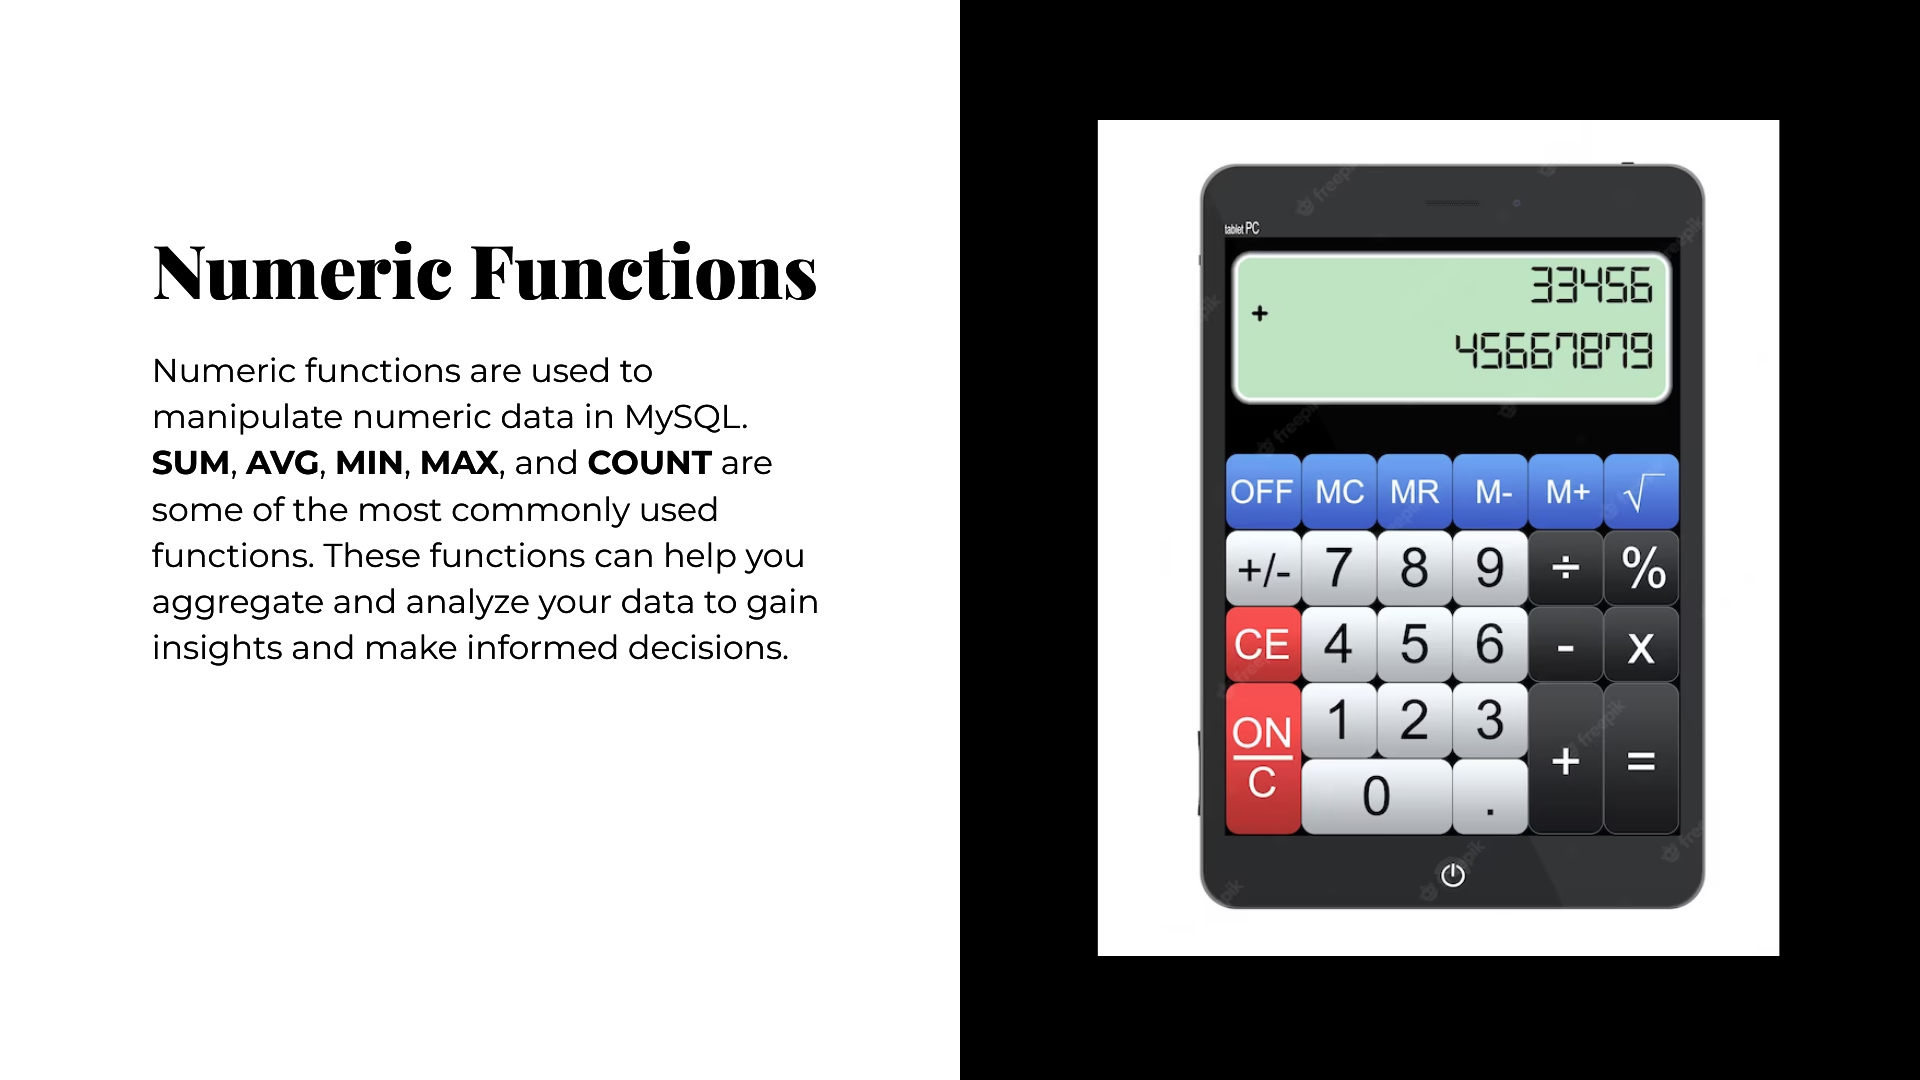 Numeric Functions
Numeric functions are used to
manipulate numeric data in MySQL.
SUM, AVG, MIN, MAX, and COUNT are
some of the most commonly used
functions. These functions can help you
aggregate and analyze your data to gain
insights and make informed decisions.
tablet PC
33456
+
45667879
OFF MC MR M- M+ √
+/- 7 8 9 ÷ %
CE 4 5 6 - x
ON
C
1 2 3
0 . + =
freepik